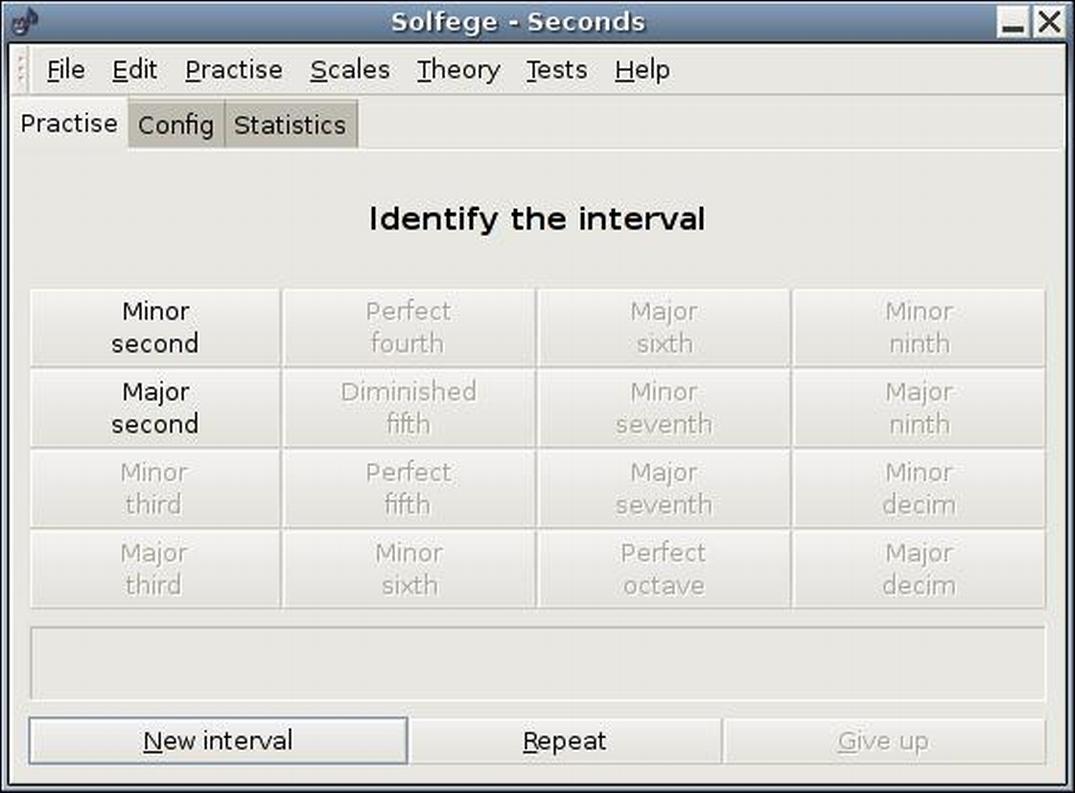 Solfege - Seconds
File Edit Practise Scales Theory Tests Help
Practise Config Statistics
Identify the interval
Minor second Perfect fourth Major sixth Minor ninth
Major second Diminished fifth Minor seventh Major ninth
Minor third Perfect fifth Major seventh Minor decim
Major third Minor sixth Perfect octave Major decim
New interval Repeat Give up